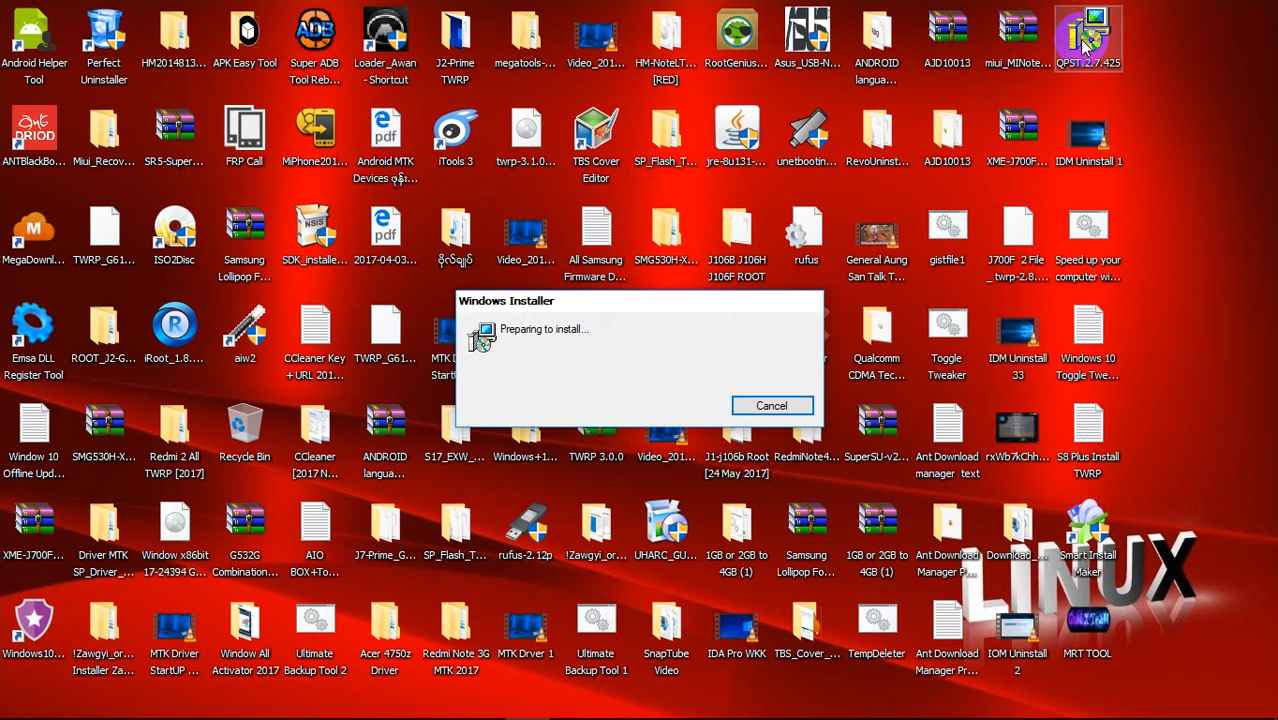 Android Helper
Tool
Perfect
Uninstaller
HM2014813...
APK Easy Tool
Super ADB
Tool Reb...
Loader_Awan
- Shortcut
J2-Prime
TWRP
megatools-...
Video_201...
HM-NoteLT...
[RED]
RootGenius...
Asus_USB-N...
ANDROID
langua...
AJD10013
miui_MINote...
QPST.2.7.425
ANTBlackBo...
Miui_Recov...
SR5-Super...
FRP Call
MiPhone201...
Android MTK
Devices ဖုန်း...
iTools 3
twrp-3.1.0...
TBS Cover
Editor
SP_Flash_T...
jre-8u131-...
unetbootin...
RevoUninst...
AJD10013
XME-J700F...
IDM Uninstall 1
MegaDownl...
TWRP_G61...
ISO2Disc
Samsung
Lollipop F...
SDK_installe...
2017-04-03...
ဗိုလ်ချုပ်
Video_201...
All Samsung
Firmware D...
SMG530H-X...
J106B J106H
J106F ROOT
rufus
General Aung
San Talk T...
gistfile1
J700F 2 File
_ twrp-2.8....
Speed up your
computer wi...
Windows Installer
Preparing to install...
Cancel
Emsa DLL
Register Tool
ROOT_J2-G...
iRoot_1.8....
aiw2
CCleaner Key
+ URL 201...
TWRP_G61...
MTK D
Start
Qualcomm
CDMA Tec...
Toggle
Tweaker
IDM Uninstall
33
Windows 10
Toggle Twe...
Window 10
Offline Upd...
SMG530H-X...
Redmi 2 All
TWRP [2017]
Recycle Bin
CCleaner
[2017 N...
ANDROID
langua...
S17_EXW_...
Windows+1...
TWRP 3.0.0
Video_201...
J1-j106b Root
[24 May 2017]
RedmiNote4...
SuperSU-v2...
Ant Download
manager text
rxWb7kChh...
S8 Plus Install
TWRP
XME-J700F...
Driver MTK
SP_Driver_...
Window x86bit
17-24394 G...
G532G
Combination...
AIO
BOX+To...
J7-Prime_G...
SP_Flash_T...
rufus-2.12p
!Zawgyi_or...
UHARC_GU...
1GB or 2GB to
4GB (1)
Samsung
Lollipop Fo...
1GB or 2GB to
4GB (1)
Ant Download
Manager P...
Download_...
Smart Install
Maker
LINUX
Windows10...
!Zawgyi_or...
Installer Za...
MTK Driver
StartUP ...
Window All
Activator 2017
Ultimate
Backup Tool 2
Acer 4750z
Driver
Redmi Note 3G
MTK 2017
MTK Drver 1
Ultimate
Backup Tool 1
SnapTube
Video
IDA Pro WKK
TBS_Cover_...
TempDeleter
Ant Download
Manager Pr...
IOM Uninstall
2
MRT TOOL